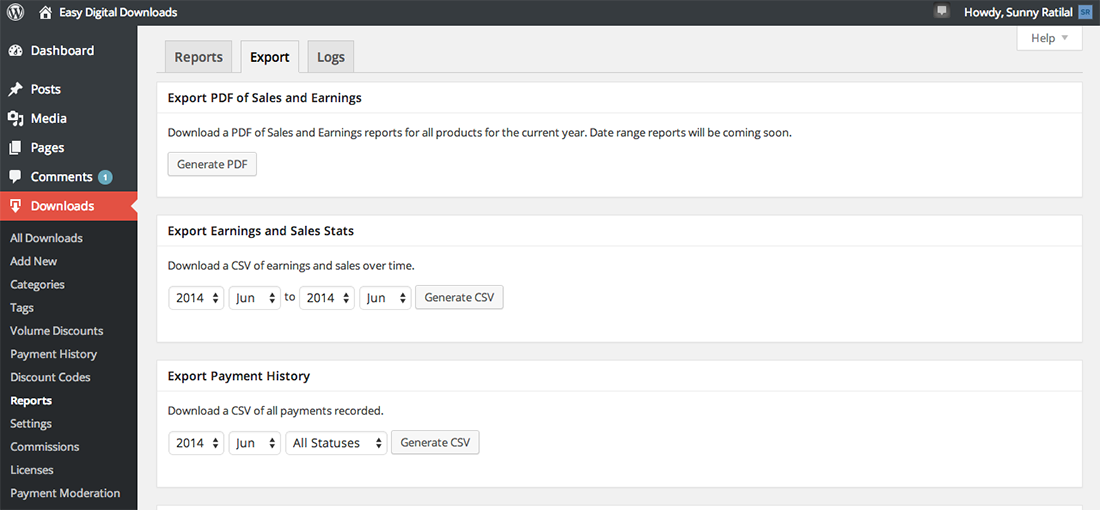 Easy Digital Downloads
Howdy, Sunny Ratilal SR
Help
Dashboard
Posts
Media
Pages
Comments 1
Downloads
All Downloads
Add New
Categories
Tags
Volume Discounts
Payment History
Discount Codes
Reports
Settings
Commissions
Licenses
Payment Moderation
Reports Export Logs
Export PDF of Sales and Earnings
Download a PDF of Sales and Earnings reports for all products for the current year. Date range reports will be coming soon.
Generate PDF
Export Earnings and Sales Stats
Download a CSV of earnings and sales over time.
2014 Jun to 2014 Jun Generate CSV
Export Payment History
Download a CSV of all payments recorded.
2014 Jun All Statuses Generate CSV